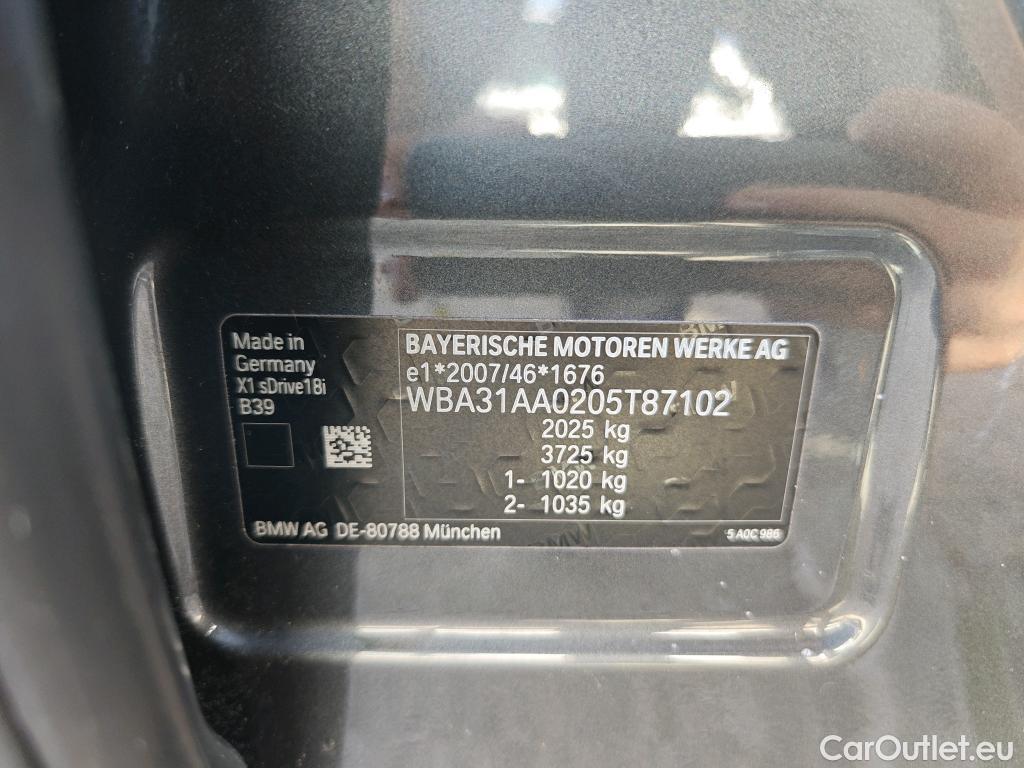 Made in
Germany
X1 sDrive18i
B39
BAYERISCHE MOTOREN WERKE AG
e1*2007/46*1676
WBA31AA0205T87102
2025 kg
3725 kg
1- 1020 kg
2- 1035 kg
BMW AG DE-80788 München
5 A0C 986
CarOutlet.eu